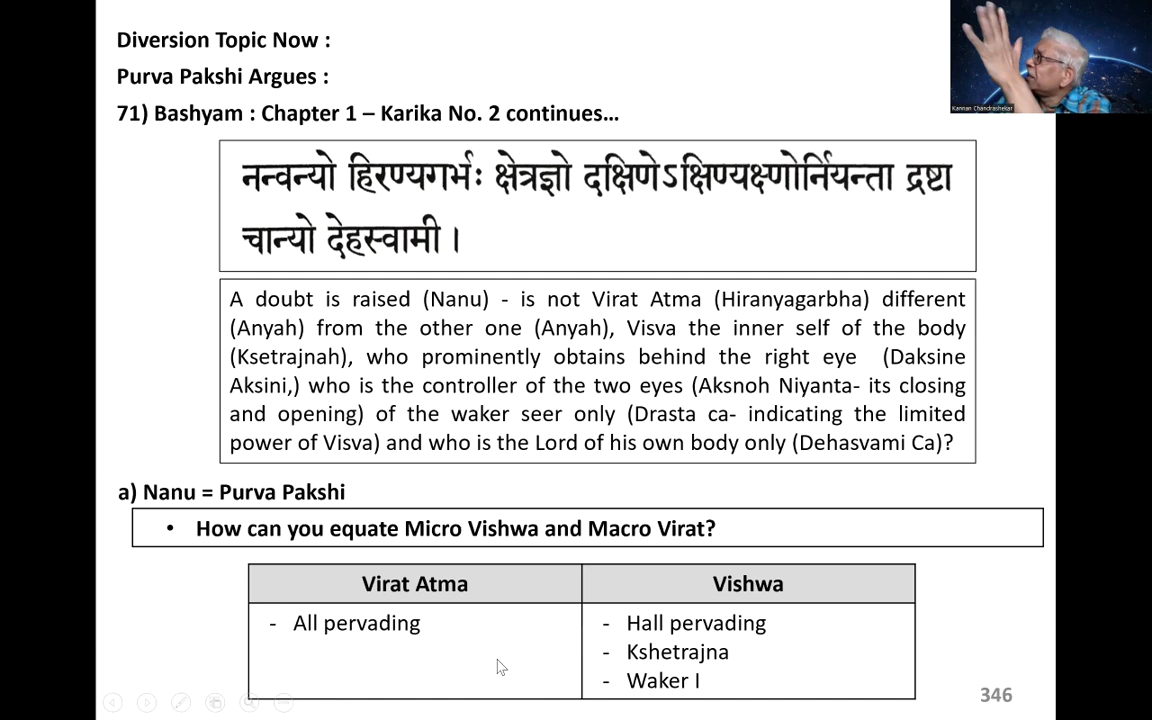 Diversion Topic Now :
Purva Pakshi Argues :
71) Bashyam : Chapter 1 – Karika No. 2 continues…
नन्वन्यो हिरण्यगर्भः क्षेत्रज्ञो दक्षिणेऽक्षिण्यक्ष्णोर्नियन्ता द्रष्टा
चान्यो देहस्वामी ।
A doubt is raised (Nanu) - is not Virat Atma (Hiranyagarbha) different
(Anyah) from the other one (Anyah), Visva the inner self of the body
(Ksetrajnah), who prominently obtains behind the right eye (Daksine
Aksini,) who is the controller of the two eyes (Aksnoh Niyanta- its closing
and opening) of the waker seer only (Drasta ca- indicating the limited
power of Visva) and who is the Lord of his own body only (Dehasvami Ca)?
a) Nanu = Purva Pakshi
• How can you equate Micro Vishwa and Macro Virat?
Virat Atma
Vishwa
- All pervading
- Hall pervading
- Kshetrajna
- Waker I
346
Kannan Chandrashekar